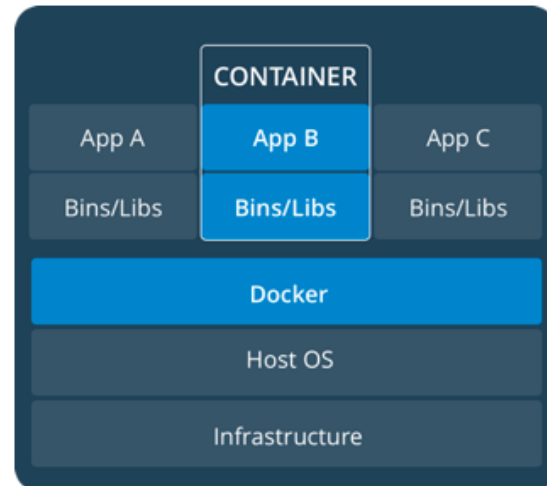 CONTAINER
App A App B App C
Bins/Libs Bins/Libs Bins/Libs
Docker
Host OS
Infrastructure